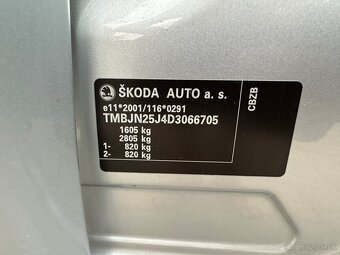 ŠKODA AUTO a. s.
e11*2001/116*0291
TMBJN25J4D3066705
1605 kg
2805 kg
1- 820 kg
2- 820 kg
CBZB